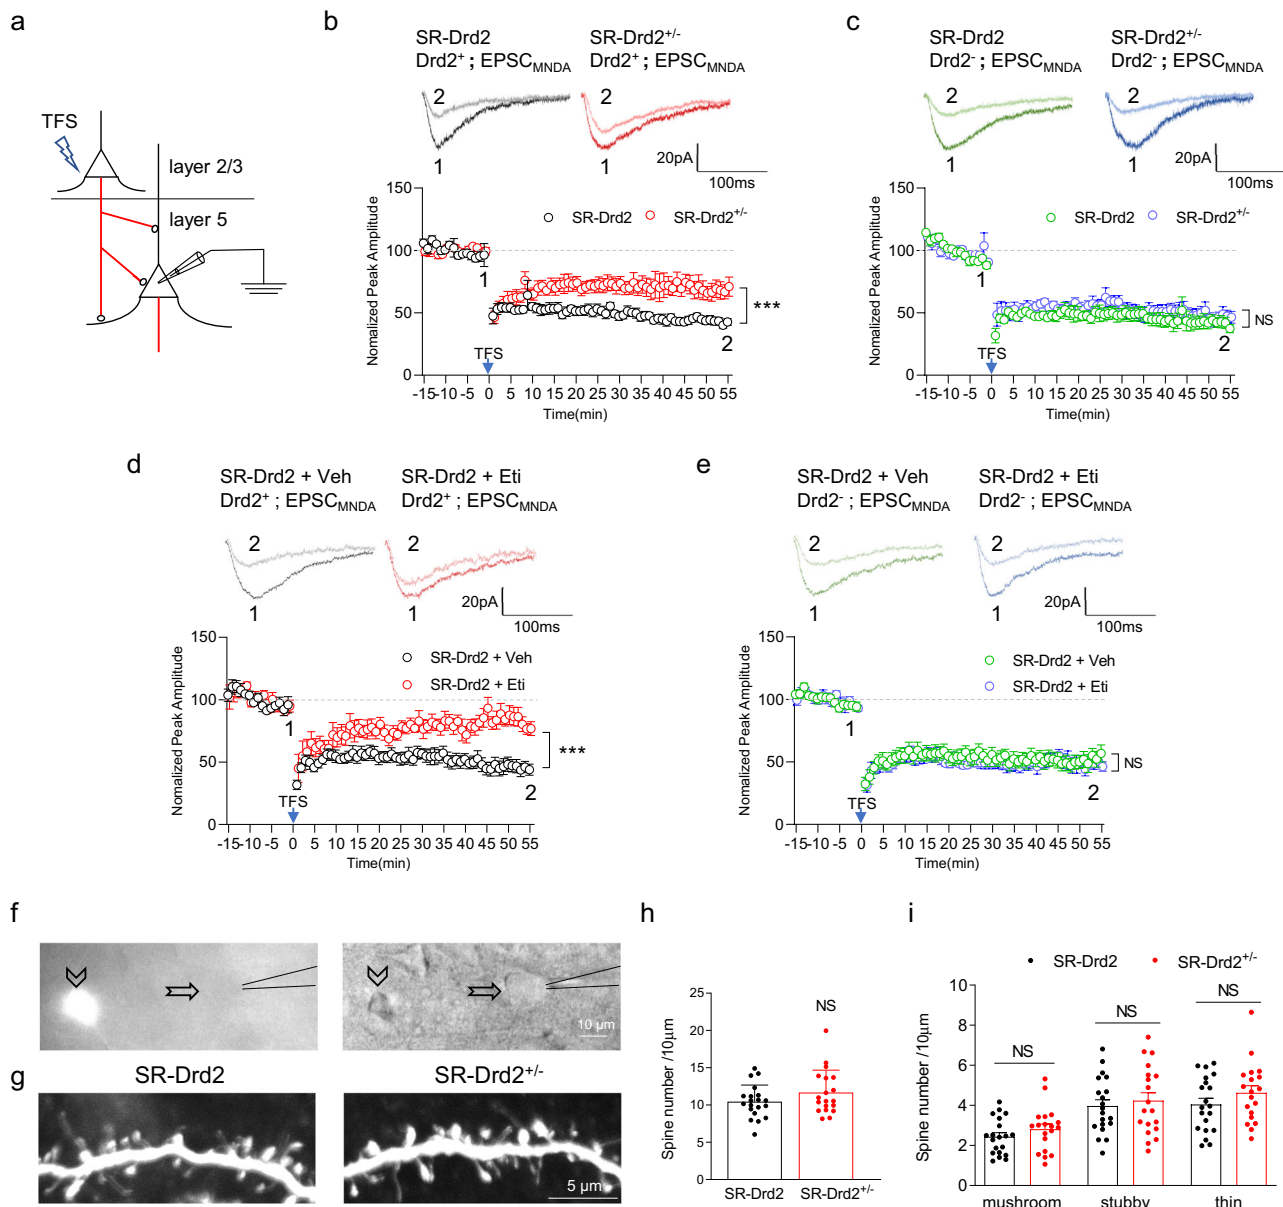 a
TFS
layer 2/3
layer 5
b
SR-Drd2
Drd2+ ; EPSCMNDA
SR-Drd2+/-
Drd2+ ; EPSCMNDA
2
1
2
1
20pA
100ms
Nomalized Peak Amplitude
150
100
50
0
SR-Drd2
SR-Drd2+/-
1
TFS
2
***
-15 -10 -5 0 5 10 15 20 25 30 35 40 45 50 55
Time(min)
c
SR-Drd2
Drd2- ; EPSCMNDA
SR-Drd2+/-
Drd2- ; EPSCMNDA
2
1
2
1
20pA
100ms
Nomalized Peak Amplitude
150
100
50
0
SR-Drd2
SR-Drd2+/-
1
TFS
2
NS
-15 -10 -5 0 5 10 15 20 25 30 35 40 45 50 55
Time(min)
d
SR-Drd2 + Veh
Drd2+ ; EPSCMNDA
SR-Drd2 + Eti
Drd2+ ; EPSCMNDA
2
1
2
1
20pA
100ms
Nomalized Peak Amplitude
150
100
50
0
SR-Drd2 + Veh
SR-Drd2 + Eti
1
TFS
2
***
-15 -10 -5 0 5 10 15 20 25 30 35 40 45 50 55
Time(min)
e
SR-Drd2 + Veh
Drd2- ; EPSCMNDA
SR-Drd2 + Eti
Drd2- ; EPSCMNDA
2
1
2
1
20pA
100ms
Nomalized Peak Amplitude
150
100
50
0
SR-Drd2 + Veh
SR-Drd2 + Eti
1
TFS
2
NS
-15 -10 -5 0 5 10 15 20 25 30 35 40 45 50 55
Time(min)
f
10 µm
g
SR-Drd2
SR-Drd2+/-
5 µm
h
Spine number /10µm
25
20
15
10
5
0
NS
SR-Drd2
SR-Drd2+/-
i
SR-Drd2
SR-Drd2+/-
Spine number /10µm
10
8
6
4
2
0
NS
NS
NS
mushroom
stubby
thin